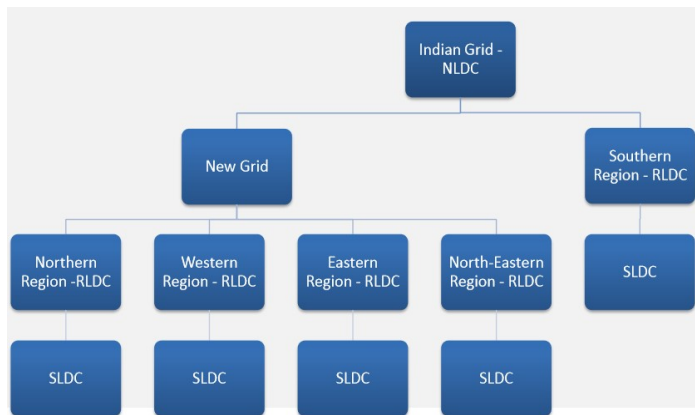 Indian Grid -
NLDC
New Grid
Southern
Region - RLDC
Northern
Region -RLDC
Western
Region - RLDC
Eastern
Region - RLDC
North-Eastern
Region - RLDC
SLDC
SLDC
SLDC
SLDC
SLDC